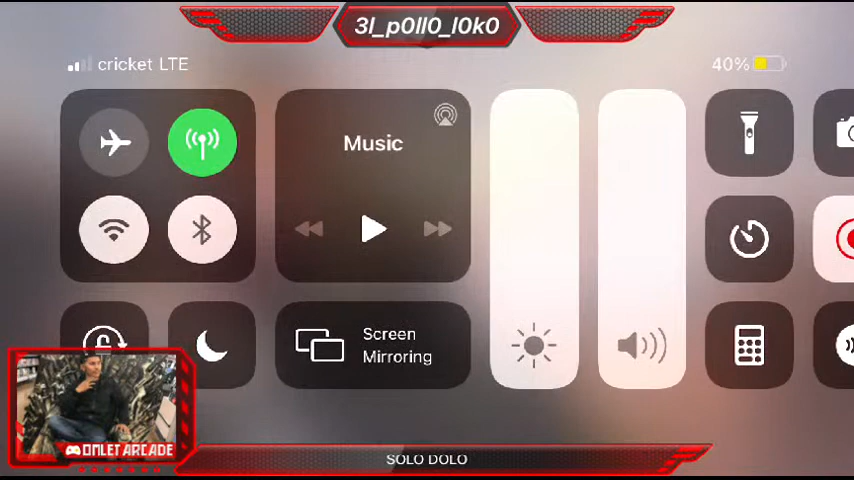 3l_p0ll0_l0k0
cricket LTE
40%
Music
Screen
Mirroring
OMLET ARCADE
SOLO DOLO